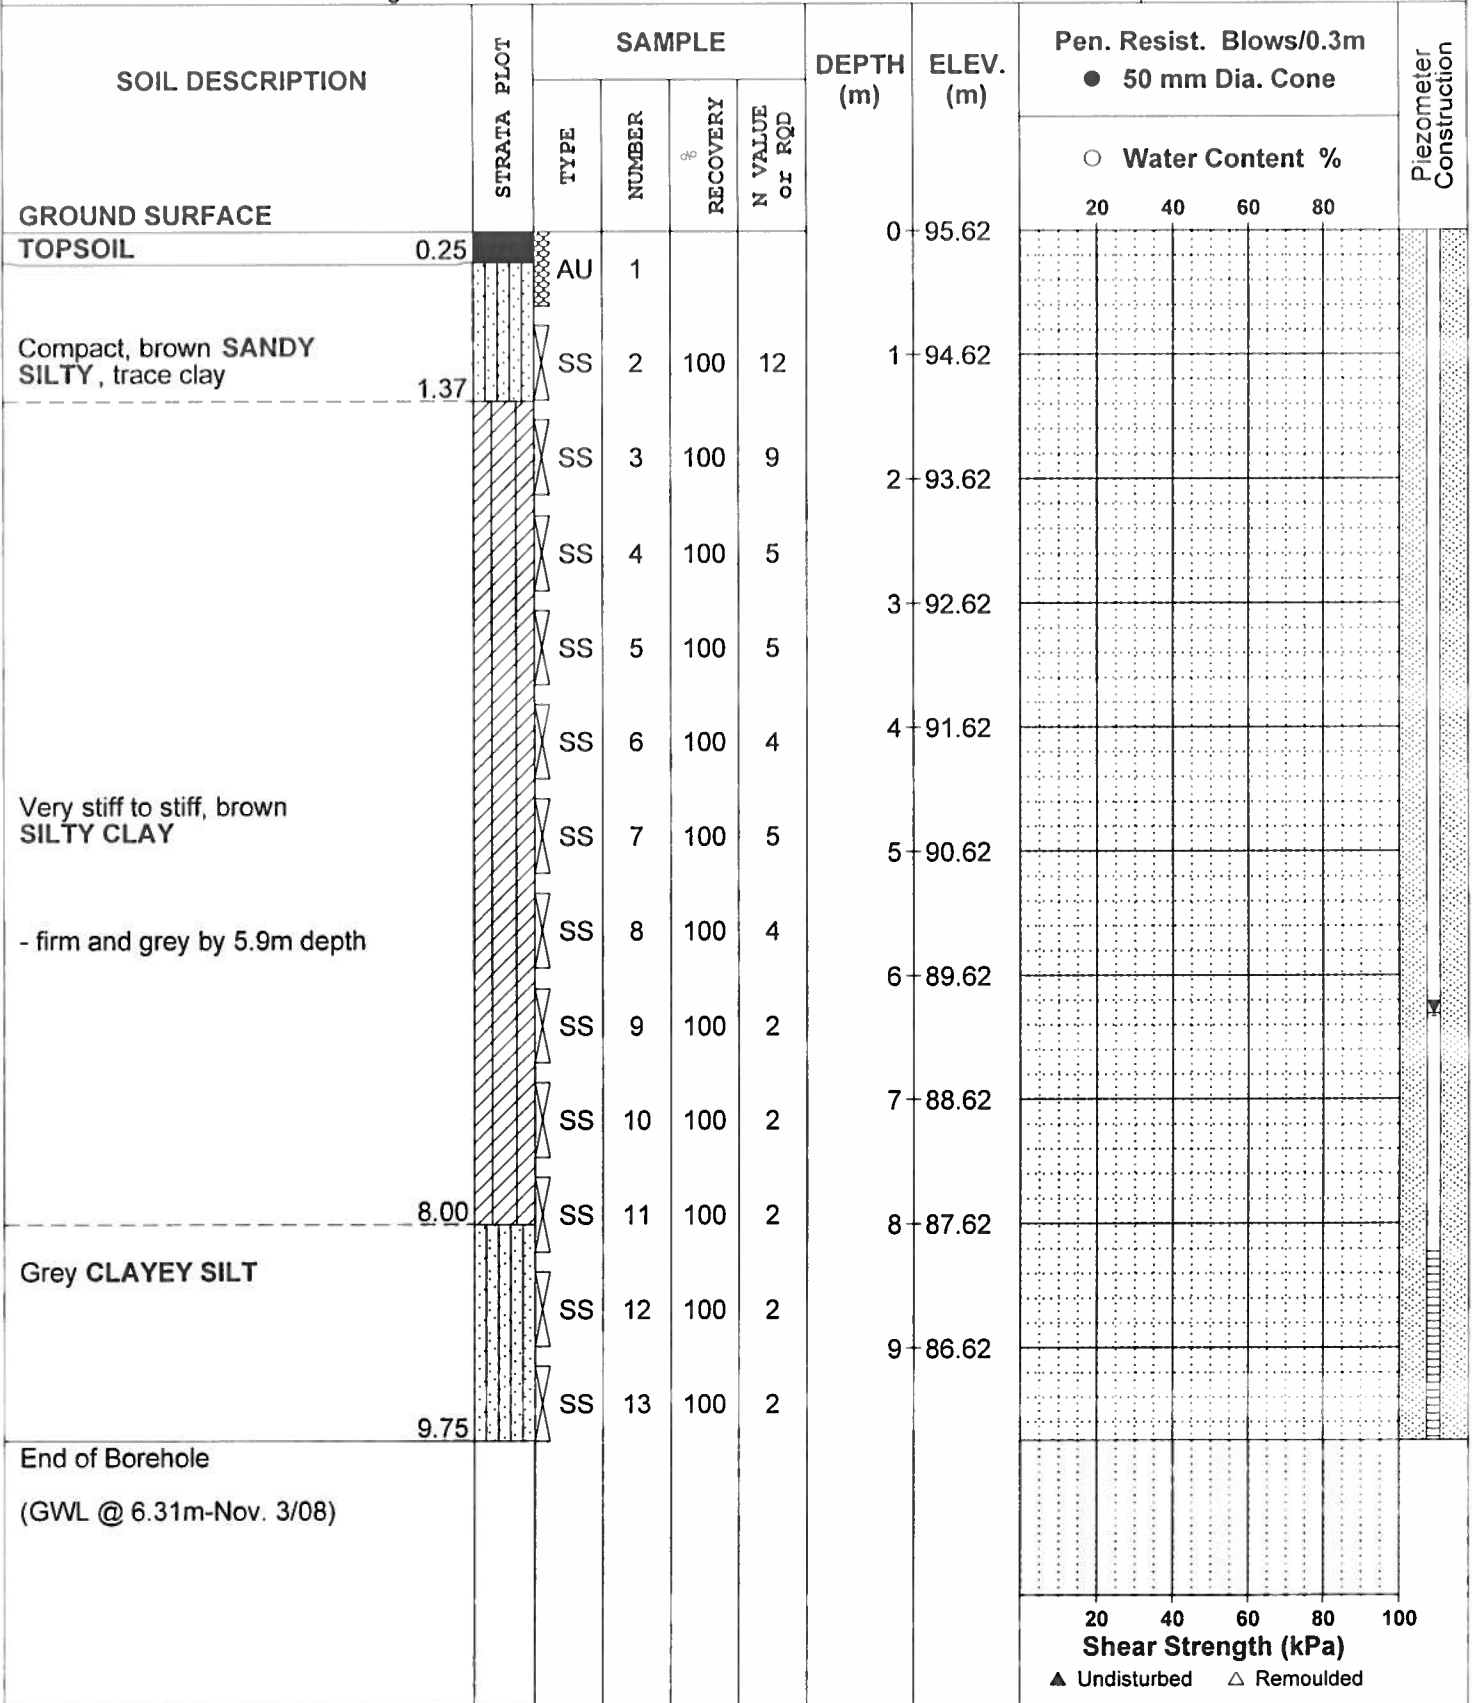 SOIL DESCRIPTION
STRATA PLOT
SAMPLE
TYPE
NUMBER
%
RECOVERY
N VALUE
or RQD
DEPTH
(m)
ELEV.
(m)
Pen. Resist. Blows/0.3m
● 50 mm Dia. Cone
○ Water Content %
20 40 60 80
Piezometer
Construction
GROUND SURFACE
0 95.62
TOPSOIL 0.25
AU 1
Compact, brown SANDY
SILTY, trace clay
1.37
SS 2 100 12
1 94.62
SS 3 100 9
2 93.62
SS 4 100 5
3 92.62
SS 5 100 5
SS 6 100 4
4 91.62
Very stiff to stiff, brown
SILTY CLAY
SS 7 100 5
5 90.62
- firm and grey by 5.9m depth
SS 8 100 4
6 89.62
SS 9 100 2
7 88.62
SS 10 100 2
8.00
SS 11 100 2
8 87.62
Grey CLAYEY SILT
SS 12 100 2
9 86.62
SS 13 100 2
9.75
End of Borehole
(GWL @ 6.31m-Nov. 3/08)
20 40 60 80 100
Shear Strength (kPa)
▲ Undisturbed △ Remoulded